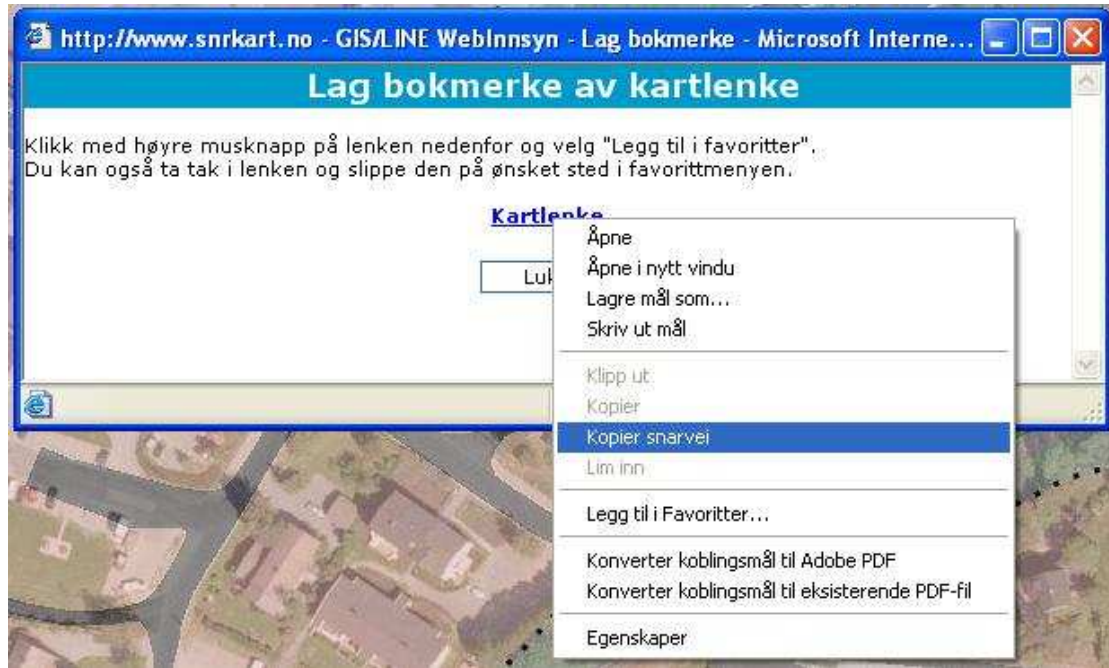 http://www.snrkart.no - GIS/LINE WebInnsyn - Lag bokmerke - Microsoft Interne...
Lag bokmerke av kartlenke
Klikk med høyre musknapp på lenken nedenfor og velg "Legg til i favoritter".
Du kan også ta tak i lenken og slippe den på ønsket sted i favorittmenyen.
Kartlenke
Åpne
Åpne i nytt vindu
Lagre mål som...
Skriv ut mål
Klipp ut
Kopier
Kopier snarvei
Lim inn
Legg til i Favoritter...
Konverter koblingsmål til Adobe PDF
Konverter koblingsmål til eksisterende PDF-fil
Egenskaper